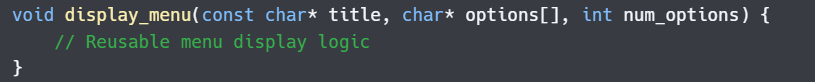 void display_menu(const char* title, char* options[], int num_options) {
    // Reusable menu display logic
}